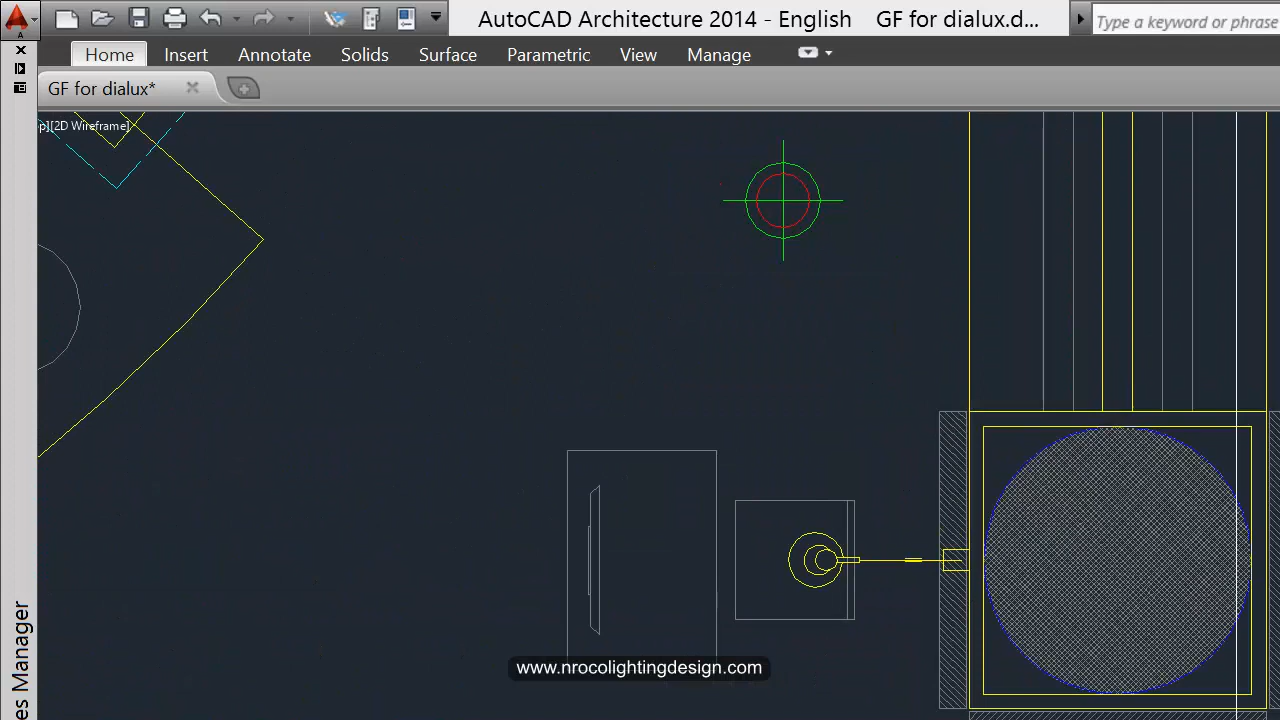 A
AutoCAD Architecture 2014 - English GF for dialux.d...
Type a keyword or phrase
Home Insert Annotate Solids Surface Parametric View Manage
GF for dialux*
p][2D Wireframe]
es Manager
www.nrocolightingdesign.com